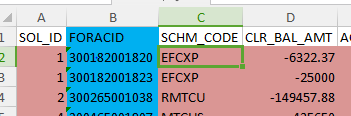 A B C D
1 SOL_ID FORACID SCHM_CODE CLR_BAL_AMT
2 1 300182001820 EFCXP -6322.37
3 1 300182001823 EFCXP -25000
4 2 300265001038 RMTCU -149457.88